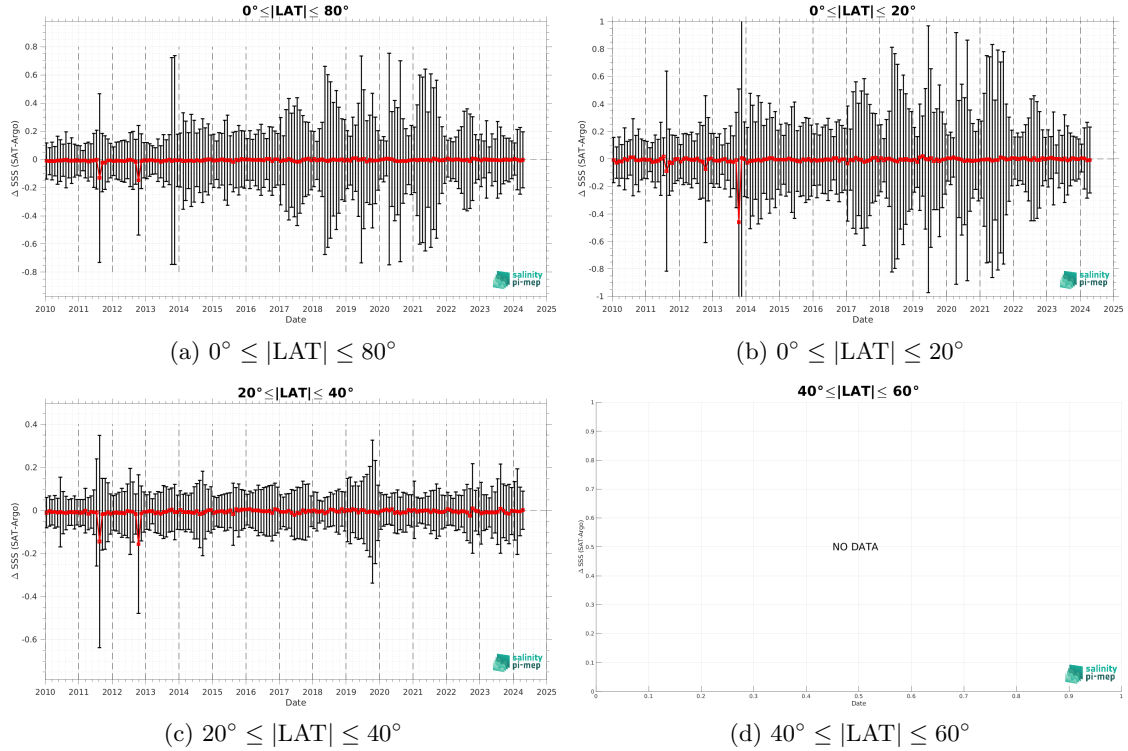 0°≤|LAT|≤ 80°
0.8
0.6
0.4
0.2
0
-0.2
-0.4
-0.6
-0.8
Δ SSS (SAT-Argo)
2010 2011 2012 2013 2014 2015 2016 2017 2018 2019 2020 2021 2022 2023 2024 2025
Date
salinity
pi-mep
(a) 0° ≤ |LAT| ≤ 80°
0°≤|LAT|≤ 20°
1
0.8
0.6
0.4
0.2
0
-0.2
-0.4
-0.6
-0.8
-1
Δ SSS (SAT-Argo)
2010 2011 2012 2013 2014 2015 2016 2017 2018 2019 2020 2021 2022 2023 2024 2025
Date
salinity
pi-mep
(b) 0° ≤ |LAT| ≤ 20°
20°≤|LAT|≤ 40°
0.4
0.2
0
-0.2
-0.4
-0.6
Δ SSS (SAT-Argo)
2010 2011 2012 2013 2014 2015 2016 2017 2018 2019 2020 2021 2022 2023 2024 2025
Date
salinity
pi-mep
(c) 20° ≤ |LAT| ≤ 40°
40°≤|LAT|≤ 60°
1
0.9
0.8
0.7
0.6
0.5
0.4
0.3
0.2
0.1
0
Δ SSS (SAT-Argo)
NO DATA
0 0.1 0.2 0.3 0.4 0.5 0.6 0.7 0.8 0.9 1
Date
salinity
pi-mep
(d) 40° ≤ |LAT| ≤ 60°